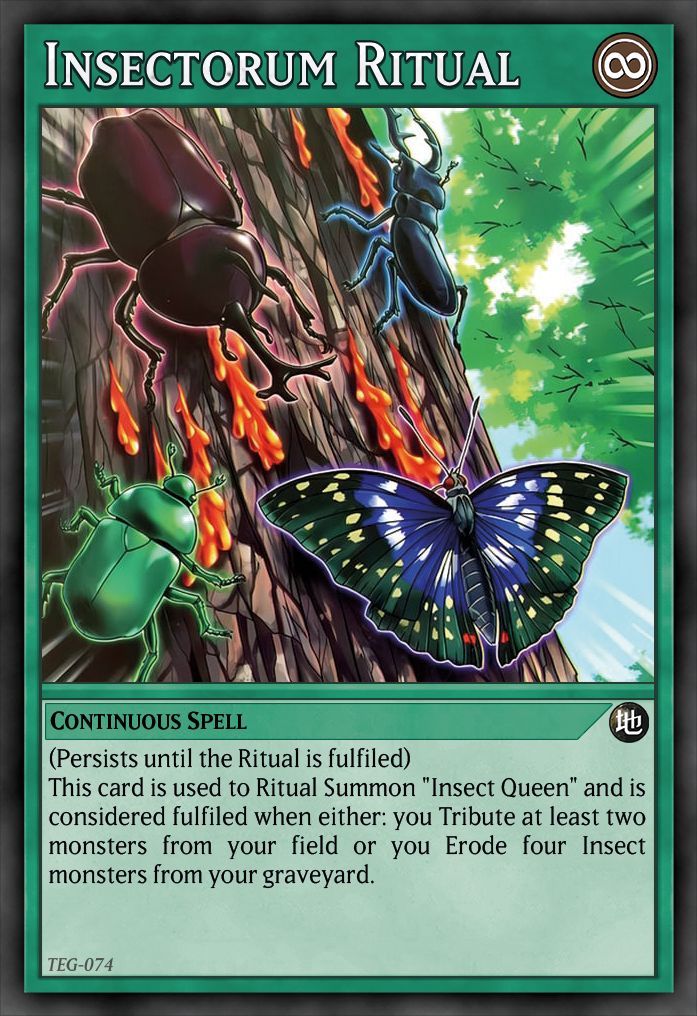 Insectorum Ritual
Continuous Spell
(Persists until the Ritual is fulfiled)
This card is used to Ritual Summon "Insect Queen" and is
considered fulfiled when either: you Tribute at least two
monsters from your field or you Erode four Insect
monsters from your graveyard.
TEG-074